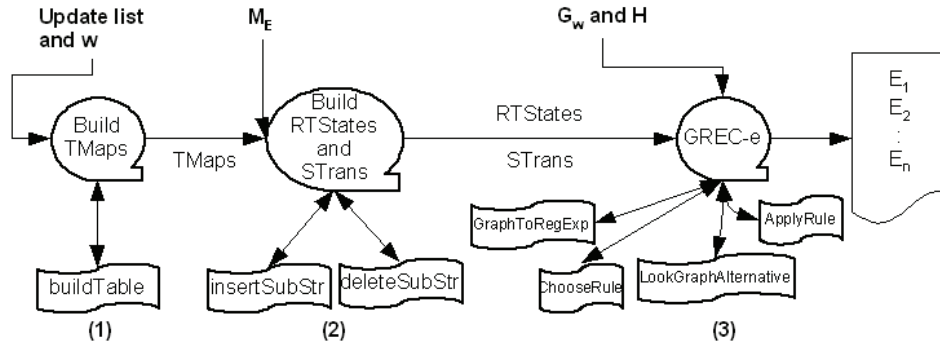 Update list
and w
M_E
G_w and H
Build
TMaps
TMaps
Build
RTStates
and
STrans
RTStates
STrans
GREC-e
E_1
E_2
:
E_n
buildTable
insertSubStr
deleteSubStr
GraphToRegExp
ChooseRule
LookGraphAlternative
ApplyRule
(1)
(2)
(3)